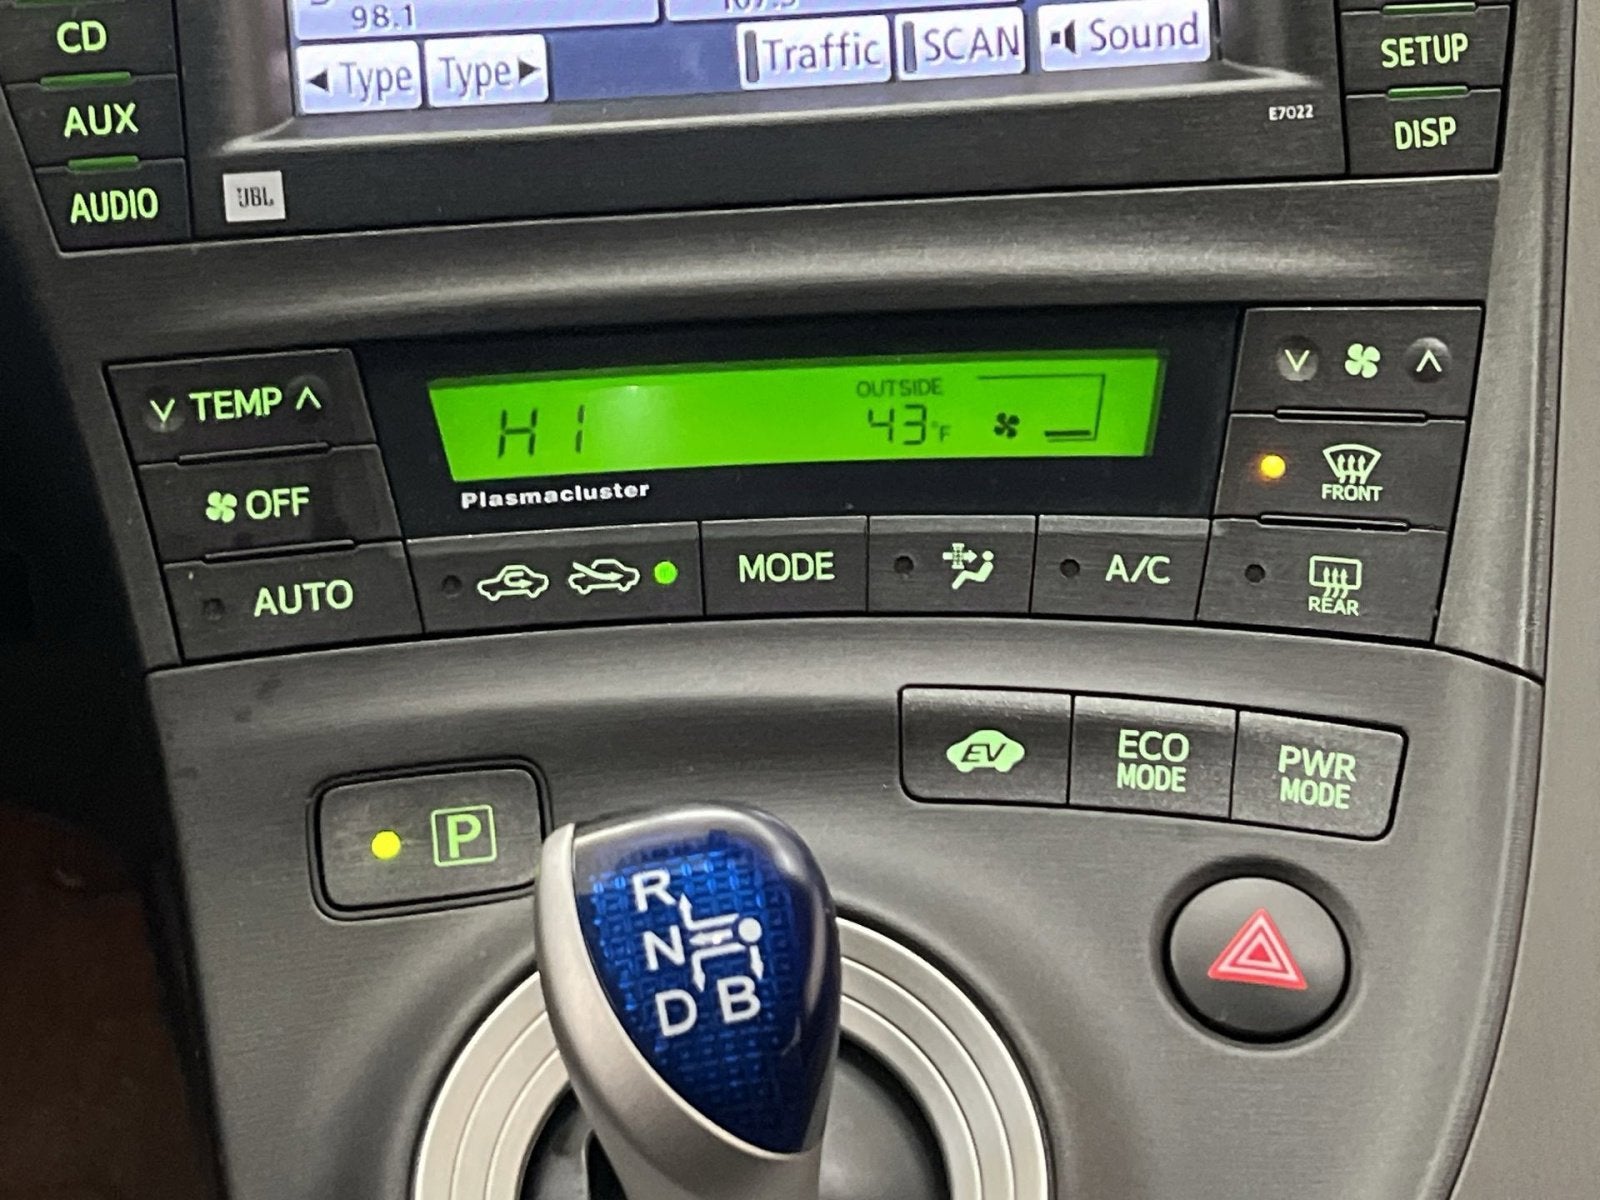 98.1
◄ Type
Type ►
Traffic
SCAN
Sound
CD
AUX
AUDIO
SETUP
DISP
E7022
JBL
TEMP
OFF
AUTO
HI
OUTSIDE
43°F
Plasmacluster
FRONT
MODE
A/C
REAR
EV
ECO
MODE
PWR
MODE
P
R
N
D B